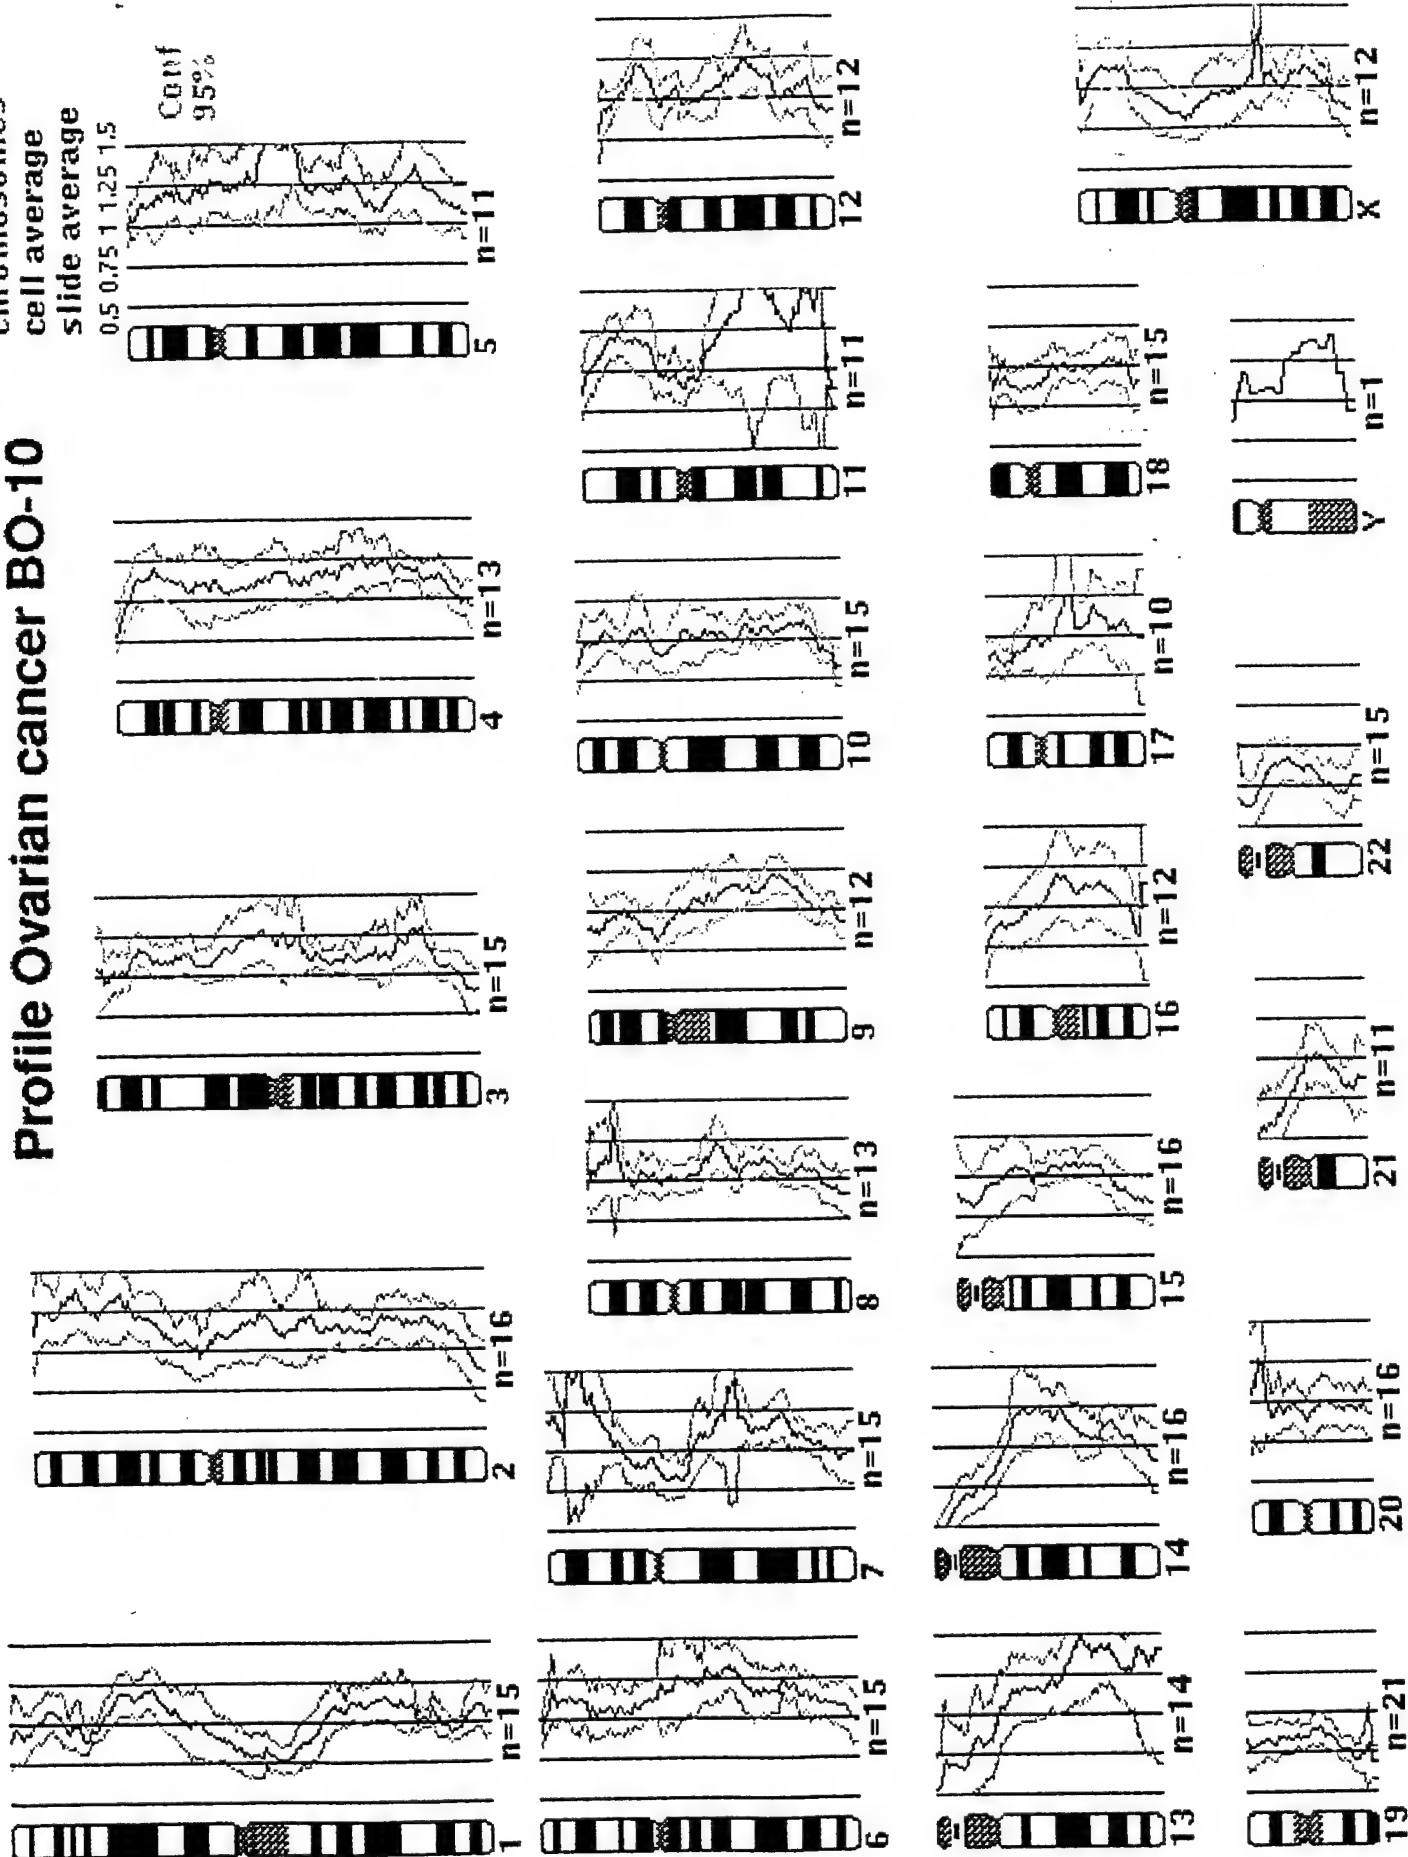 Profile Ovarian cancer BO-10
cell average
slide average
0.5 0.75 1 1.25 1.5
Conf
95%
1
n=15
2
n=16
3
n=15
4
n=13
5
n=11
6
n=15
7
n=15
8
n=13
9
n=12
10
n=15
11
n=11
12
n=12
13
n=14
14
n=16
15
n=16
16
n=12
17
n=10
18
n=15
19
n=21
20
n=16
21
n=11
22
n=15
Y
n=1
X
n=12